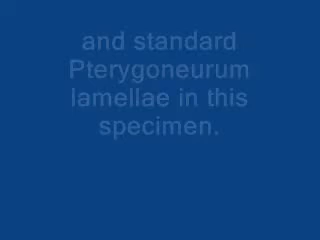 and standard
Pterygoneurum
lamellae in this
specimen.